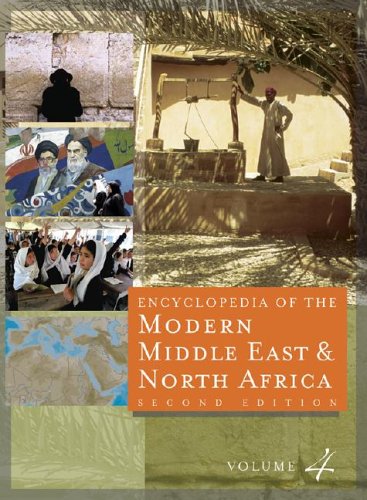 ENCYCLOPEDIA OF THE
MODERN
MIDDLE EAST &
NORTH AFRICA
SECOND EDITION
VOLUME 4